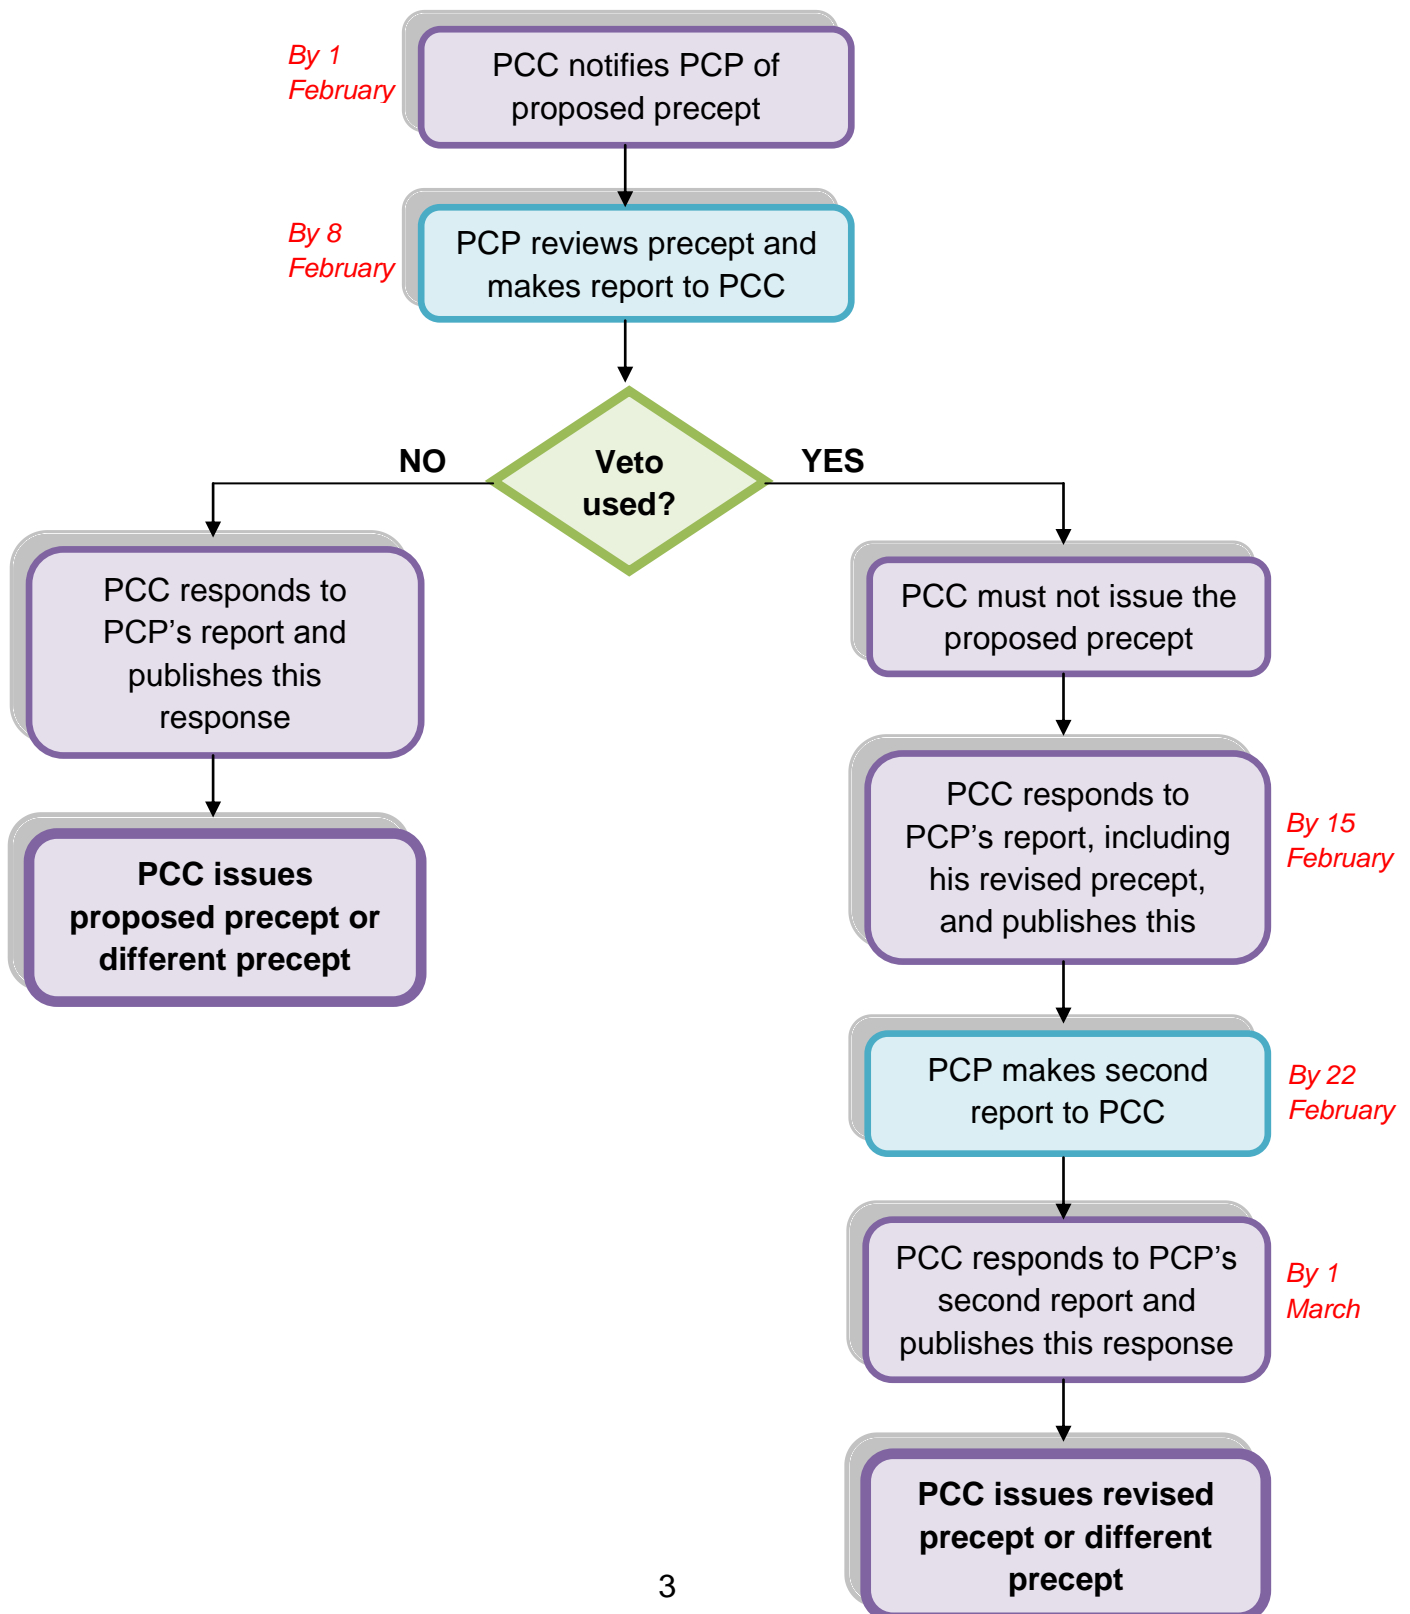 By 1
February
PCC notifies PCP of
proposed precept
By 8
February
PCP reviews precept and
makes report to PCC
NO
Veto
used?
YES
PCC responds to
PCP’s report and
publishes this
response
PCC issues
proposed precept or
different precept
PCC must not issue the
proposed precept
PCC responds to
PCP’s report, including
his revised precept,
and publishes this
By 15
February
PCP makes second
report to PCC
By 22
February
PCC responds to PCP’s
second report and
publishes this response
By 1
March
PCC issues revised
precept or different
precept
3